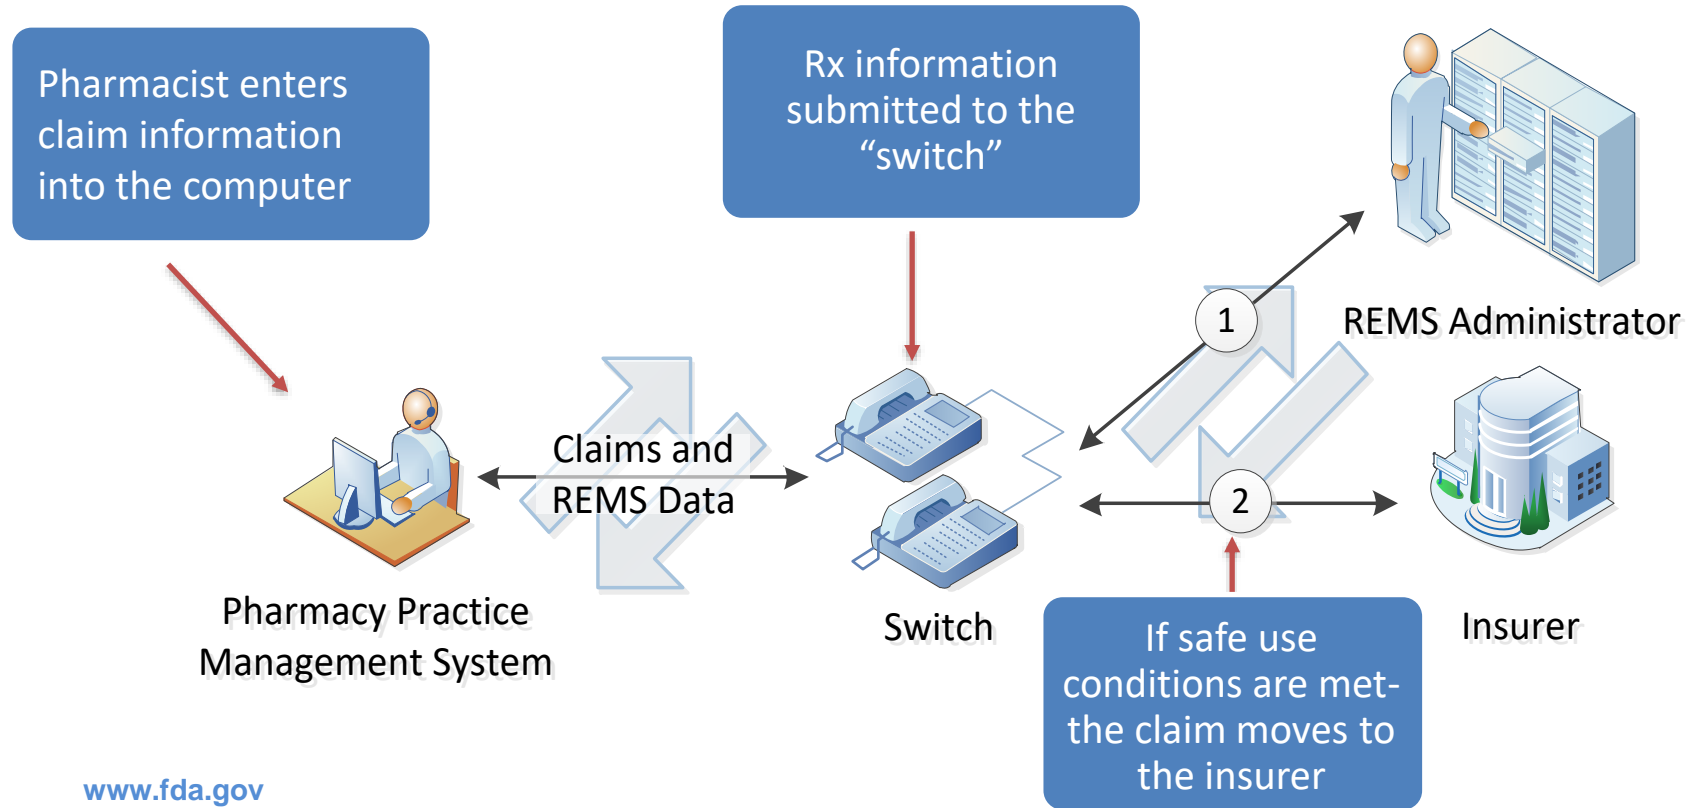 Pharmacist enters
claim information
into the computer
Rx information
submitted to the
“switch”
1
REMS Administrator
Claims and
REMS Data
2
Pharmacy Practice
Management System
Switch
Insurer
If safe use
conditions are met-
the claim moves to
the insurer
www.fda.gov